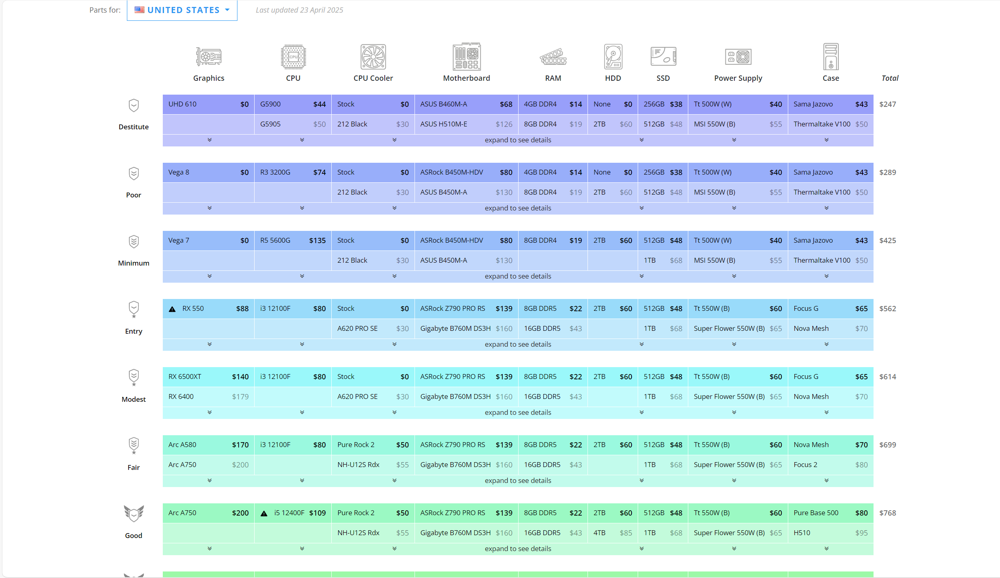 Parts for: UNITED STATES Last updated 23 April 2025
CPU
Graphics CPU CPU Cooler Motherboard RAM HDD SSD Power Supply Case Total
UHD 610 $0 G5900 $44 Stock $0 ASUS B460M-A $68 4GB DDR4 $14 None $0 256GB $38 Tt 500W (W) $40 Sama Jazovo $43 $247
Destitute
G5905 $50 212 Black $30 ASUS H510M-E $126 8GB DDR4 $19 2TB $60 512GB $48 MSI 550W (B) $55 Thermaltake V100 $50
expand to see details
Vega 8 $0 R3 3200G $74 Stock $0 ASRock B450M-HDV $80 4GB DDR4 $14 None $0 256GB $38 Tt 500W (W) $40 Sama Jazovo $43 $289
Poor
212 Black $30 ASUS B450M-A $130 8GB DDR4 $19 2TB $60 512GB $48 MSI 550W (B) $55 Thermaltake V100 $50
expand to see details
Vega 7 $0 R5 5600G $135 Stock $0 ASRock B450M-HDV $80 8GB DDR4 $19 2TB $60 512GB $48 Tt 500W (W) $40 Sama Jazovo $43 $425
Minimum
212 Black $30 ASUS B450M-A $130 1TB $68 MSI 550W (B) $55 Thermaltake V100 $50
expand to see details
RX 550 $88 i3 12100F $80 Stock $0 ASRock Z790 PRO RS $139 8GB DDR5 $22 2TB $60 512GB $48 Tt 550W (B) $60 Focus G $65 $562
Entry
A620 PRO SE $30 Gigabyte B760M DS3H $160 16GB DDR5 $43 1TB $68 Super Flower 550W (B) $65 Nova Mesh $70
expand to see details
RX 6500XT $140 i3 12100F $80 Stock $0 ASRock Z790 PRO RS $139 8GB DDR5 $22 2TB $60 512GB $48 Tt 550W (B) $60 Focus G $65 $614
Modest
RX 6400 $179 A620 PRO SE $30 Gigabyte B760M DS3H $160 16GB DDR5 $43 1TB $68 Super Flower 550W (B) $65 Nova Mesh $70
expand to see details
Arc A580 $170 i3 12100F $80 Pure Rock 2 $50 ASRock Z790 PRO RS $139 8GB DDR5 $22 2TB $60 512GB $48 Tt 550W (B) $60 Nova Mesh $70 $699
Fair
Arc A750 $200 NH-U12S Rdx $55 Gigabyte B760M DS3H $160 16GB DDR5 $43 1TB $68 Super Flower 550W (B) $65 Focus 2 $80
expand to see details
Arc A750 $200 i5 12400F $109 Pure Rock 2 $50 ASRock Z790 PRO RS $139 8GB DDR5 $22 2TB $60 512GB $48 Tt 550W (B) $60 Pure Base 500 $80 $768
Good
NH-U12S Rdx $55 Gigabyte B760M DS3H $160 16GB DDR5 $43 4TB $85 1TB $68 Super Flower 550W (B) $65 H510 $95
expand to see details